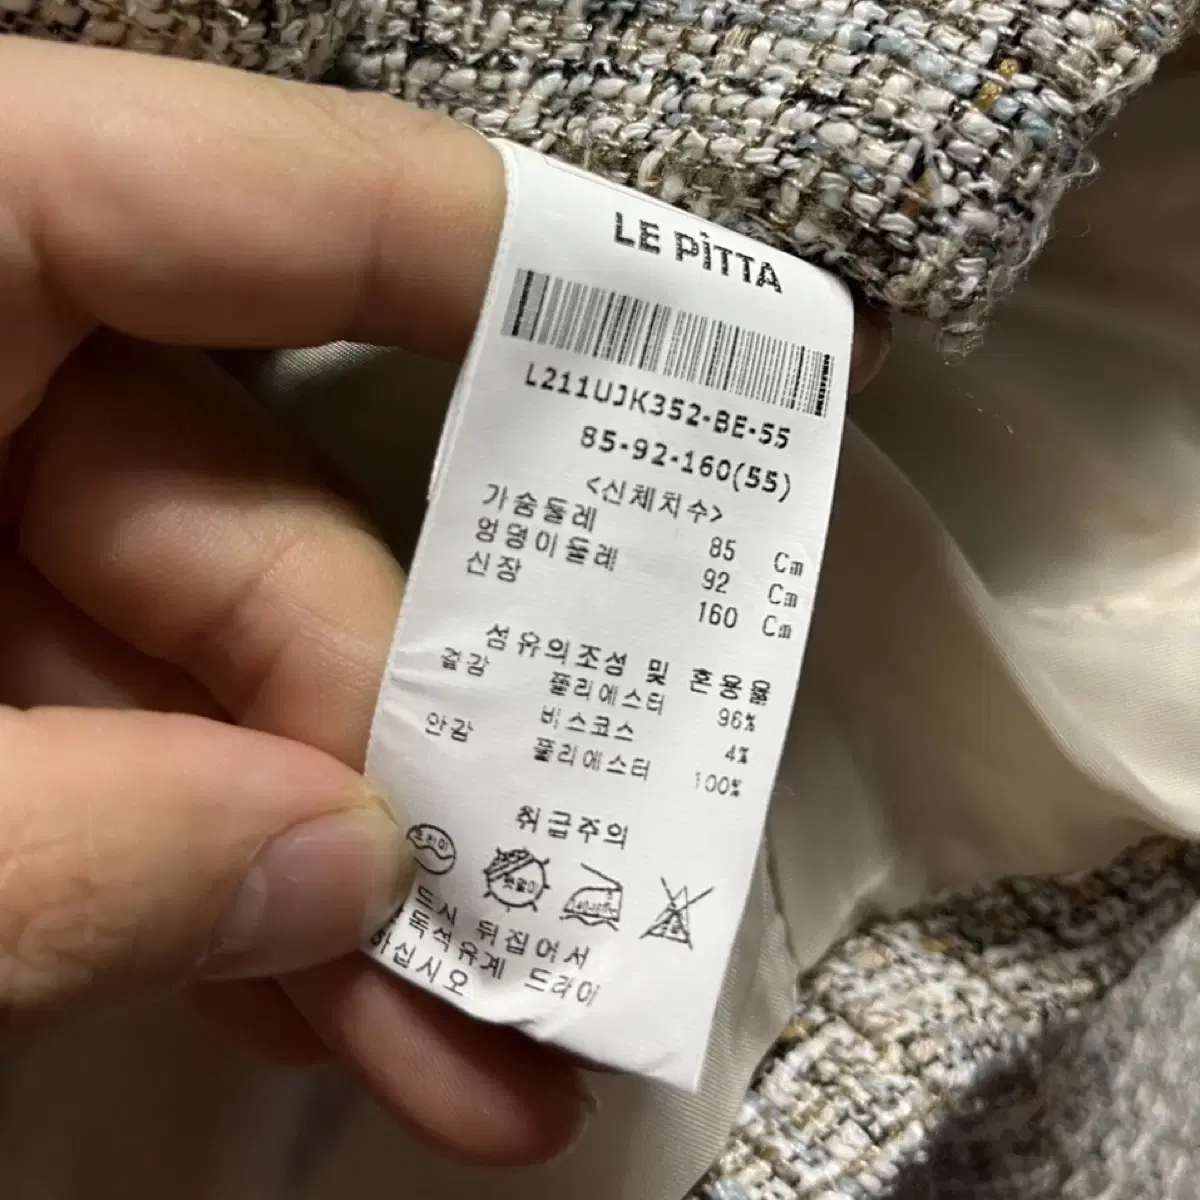 LE PiTTA
L211UJK352-BE-55
85-92-160(55)
<신체치수>
가슴둘레 85 Cm
엉덩이둘레 92 Cm
신장 160 Cm
섬유의조성 및 혼용율
겉감 폴리에스터 96%
비스코스 4%
안감 폴리에스터 100%
취급주의
드시 뒤집어서
석유계 드라이
하십시오